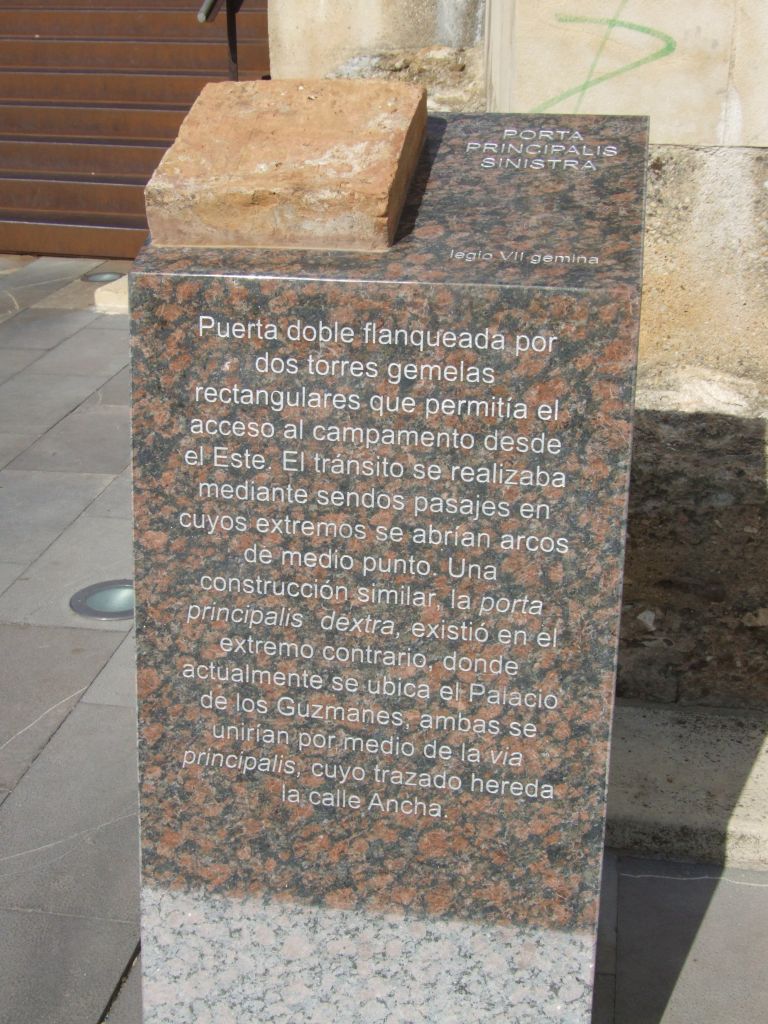 PORTA
PRINCIPALIS
SINISTRA
legio VII gemina
Puerta doble flanqueada por
dos torres gemelas
rectangulares que permitía el
acceso al campamento desde
el Este. El tránsito se realizaba
mediante sendos pasajes en
cuyos extremos se abrían arcos
de medio punto. Una
construcción similar, la porta
principalis dextra, existió en el
extremo contrario, donde
actualmente se ubica el Palacio
de los Guzmanes, ambas se
unirían por medio de la via
principalis, cuyo trazado hereda
la calle Ancha.